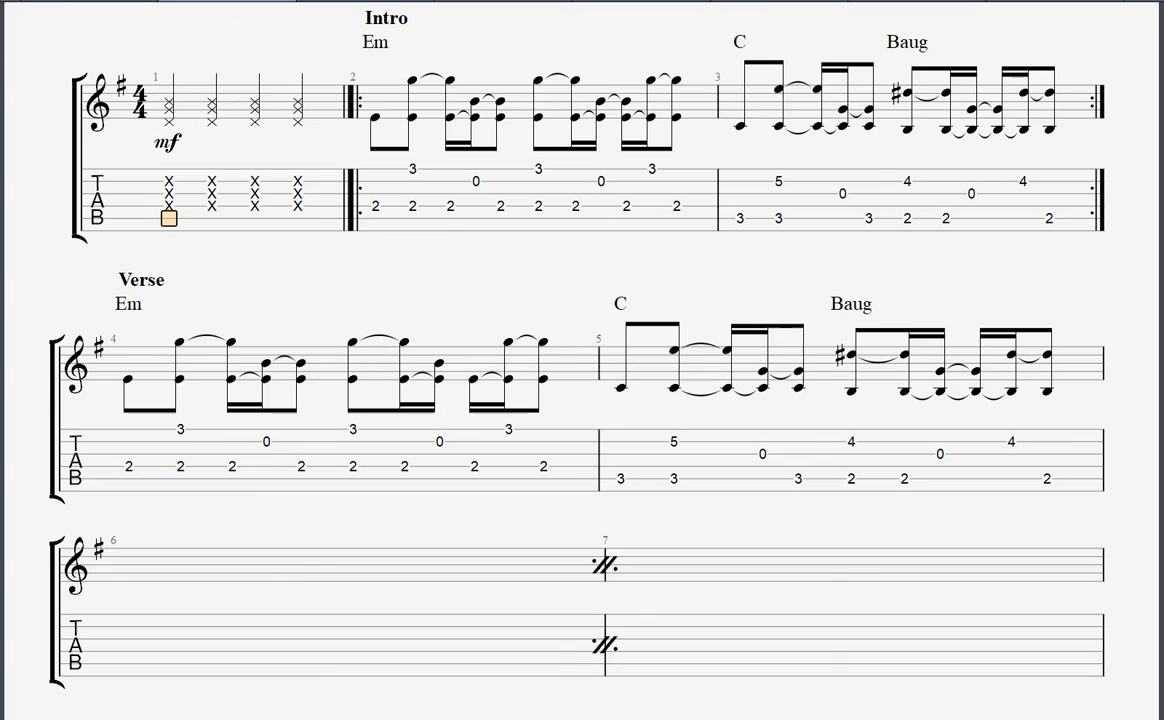 Intro
Em C Baug
1 2 3
4 4
mf
T A B
X X X X 3 0 3 0 3 5 4 4
X X X X 0 0
X X X X 2 2 2 2 2 2 2 2
3 3 3 2 2 2
Verse
Em C Baug
4 5
T A B
3 3 3
0 0 5 4 4
0 0
2 2 2 2 2 2 2 2
3 3 3 2 2 2
6 7
T A B